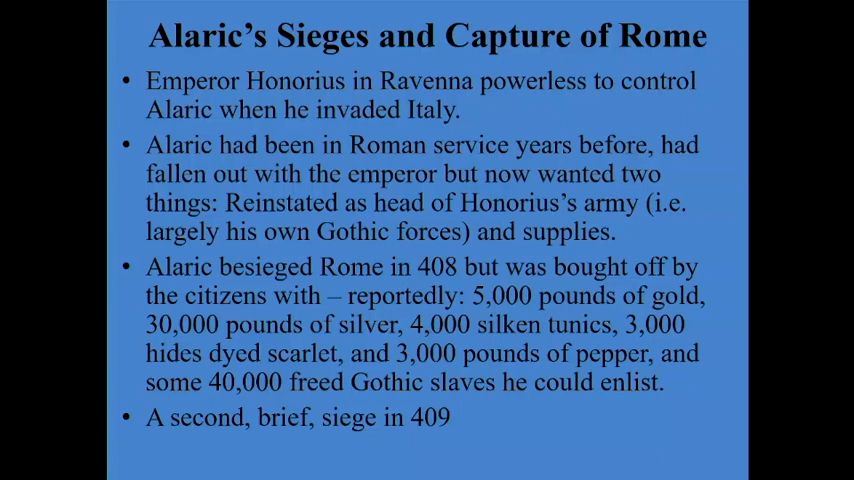 Alaric's Sieges and Capture of Rome
• Emperor Honorius in Ravenna powerless to control
Alaric when he invaded Italy.
• Alaric had been in Roman service years before, had
fallen out with the emperor but now wanted two
things: Reinstated as head of Honorius's army (i.e.
largely his own Gothic forces) and supplies.
• Alaric besieged Rome in 408 but was bought off by
the citizens with – reportedly: 5,000 pounds of gold,
30,000 pounds of silver, 4,000 silken tunics, 3,000
hides dyed scarlet, and 3,000 pounds of pepper, and
some 40,000 freed Gothic slaves he could enlist.
• A second, brief, siege in 409